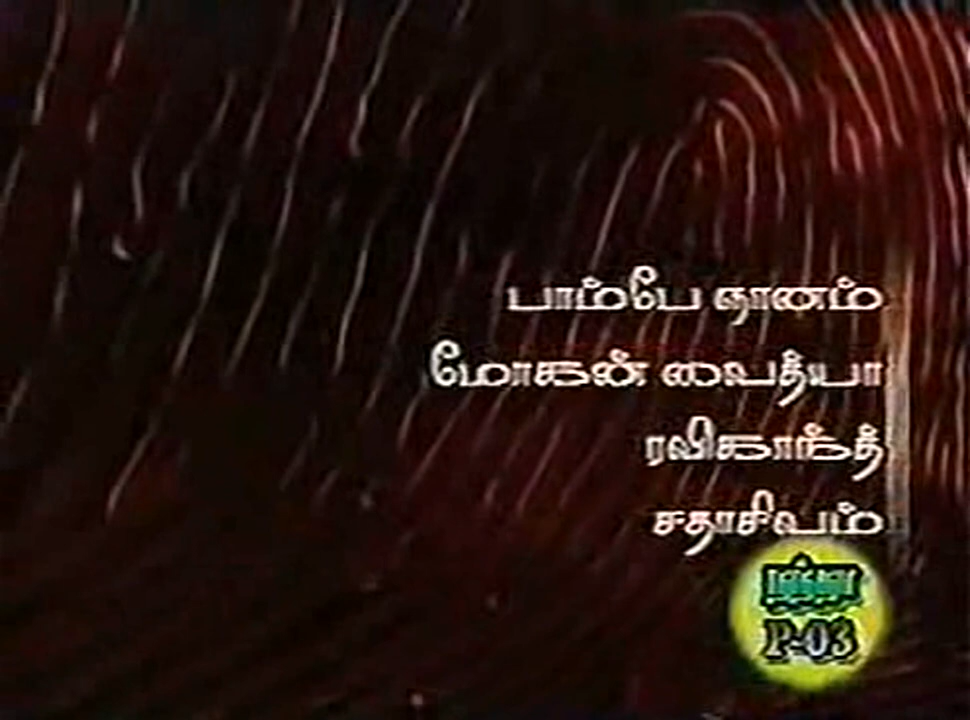 பாம்பே ஞானம்
மோகன் வைத்யா
ரவிகாந்த்
சதாசிவம்
P-03